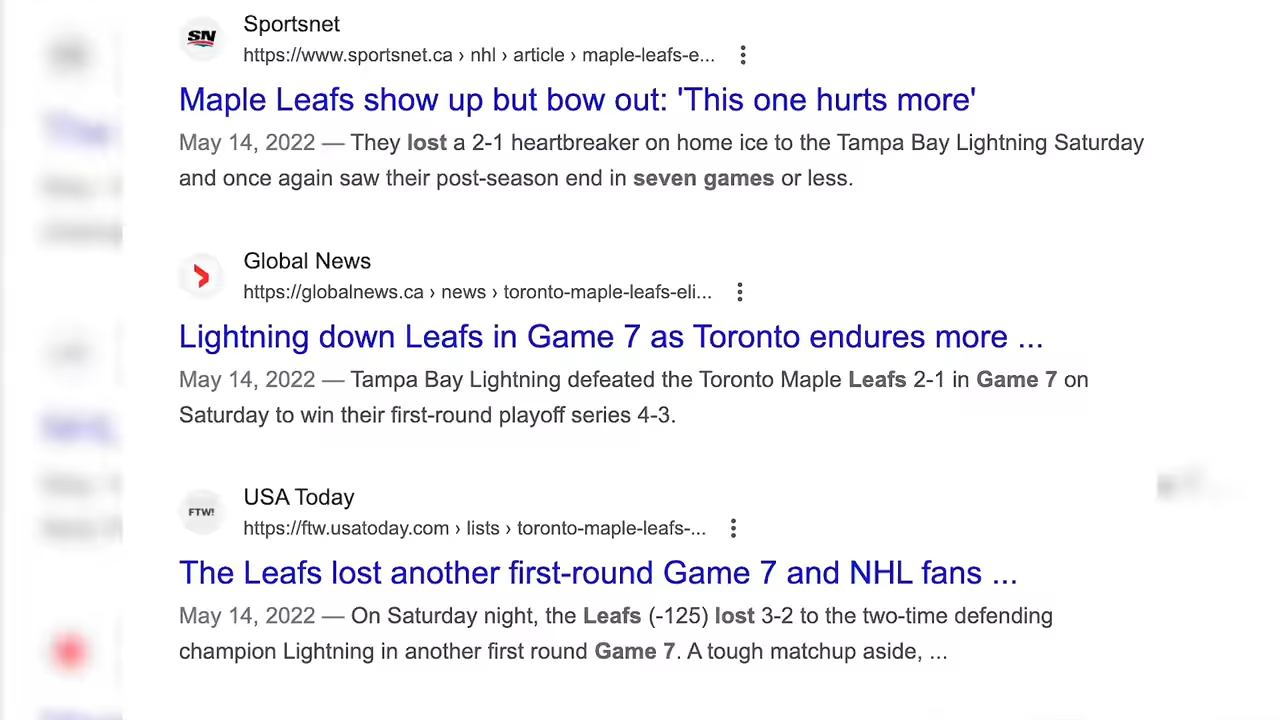 SN
Sportsnet
https://www.sportsnet.ca › nhl › article › maple-leafs-e...
Maple Leafs show up but bow out: 'This one hurts more'
May 14, 2022 — They lost a 2-1 heartbreaker on home ice to the Tampa Bay Lightning Saturday
and once again saw their post-season end in seven games or less.
Global News
https://globalnews.ca › news › toronto-maple-leafs-eli...
Lightning down Leafs in Game 7 as Toronto endures more ...
May 14, 2022 — Tampa Bay Lightning defeated the Toronto Maple Leafs 2-1 in Game 7 on
Saturday to win their first-round playoff series 4-3.
FTW!
USA Today
https://ftw.usatoday.com › lists › toronto-maple-leafs-...
The Leafs lost another first-round Game 7 and NHL fans ...
May 14, 2022 — On Saturday night, the Leafs (-125) lost 3-2 to the two-time defending
champion Lightning in another first round Game 7. A tough matchup aside, ...